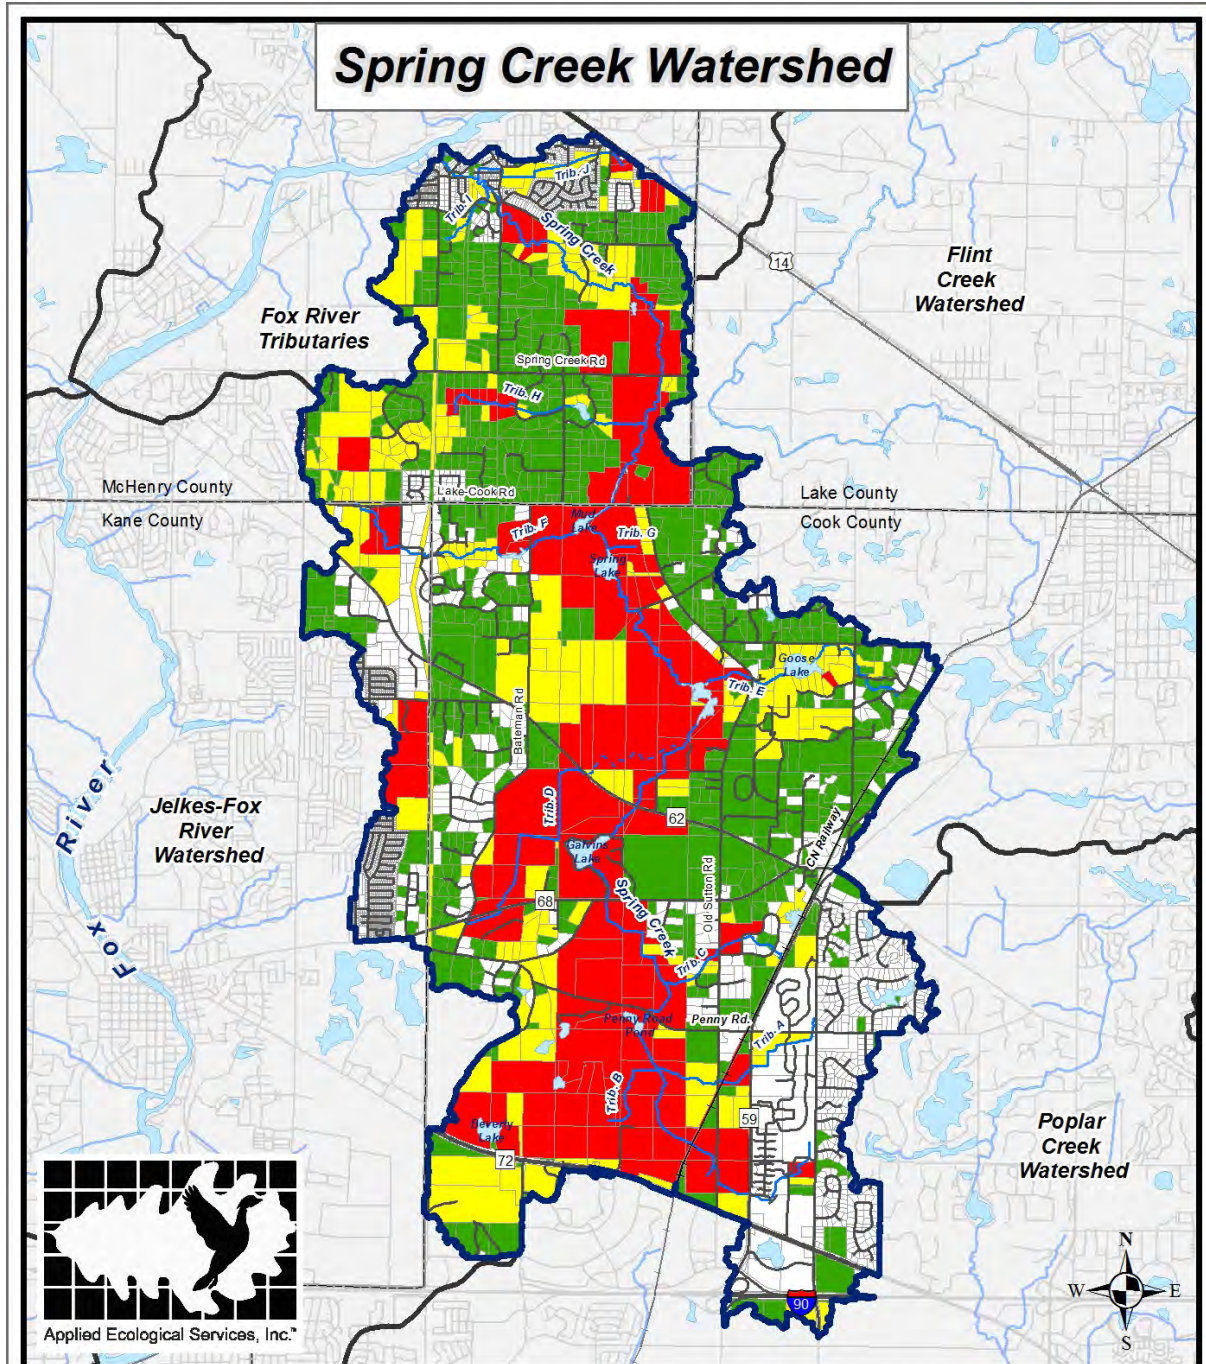 Spring Creek Watershed
Trib. J
Trib. I
Spring Creek
14
Flint
Creek
Watershed
Fox River
Tributaries
Spring Creek Rd
Trib. H
McHenry County
Kane County
Lake-Cook Rd
Lake County
Cook County
Mud
Lake
Trib. F
Trib. G
Spring
Lake
Goose
Lake
Trib. E
Bateman Rd
Fox River
Jelkes-Fox
River
Watershed
Trib. D
62
CN Railway
Galvins
Lake
Old Sutton Rd
68
Spring Creek
Trib. C
Penny Road
Pond
Penny Rd.
Trib. A
Trib. B
59
Beverly
Lake
72
Poplar
Creek
Watershed
90
N
W
E
S
Applied Ecological Services, Inc.™